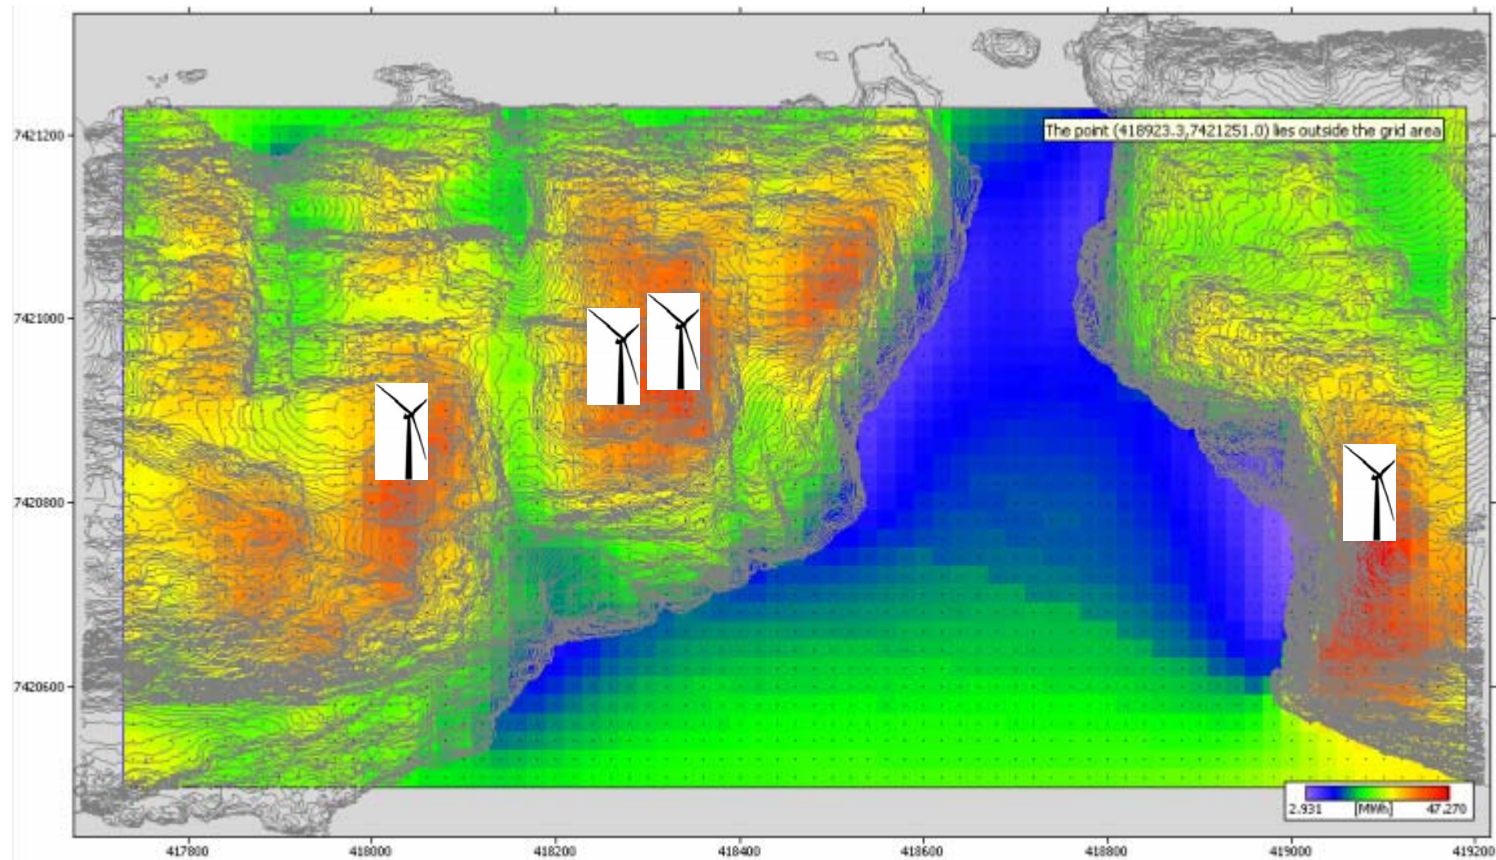 7421200
The point (418923.3,7421251.0) lies outside the grid area
7421000
7420800
7420600
2.931 [MWh] 47.270
417800 418000 418200 418400 418600 418800 419000 419200